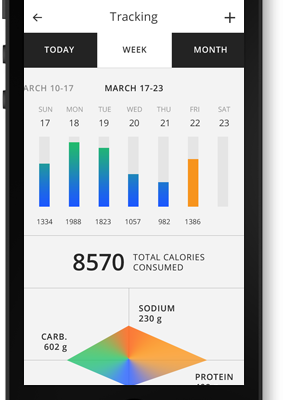 Tracking
TODAY WEEK MONTH
ARCH 10-17 MARCH 17-23
SUN MON TUE WED THU FRI SAT
17 18 19 20 21 22 23
1334 1988 1823 1057 982 1386
8570 TOTAL CALORIES
CONSUMED
SODIUM
230 g
CARB.
602 g
PROTEIN